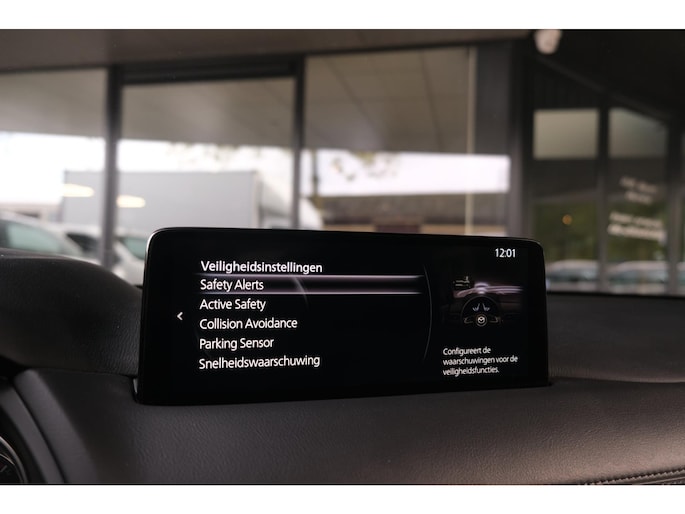 12:01
Veiligheidsinstellingen
Safety Alerts
Active Safety
Collision Avoidance
Parking Sensor
Snelheidswaarschuwing
Configureert de
waarschuwingen voor de
veiligheidsfuncties.